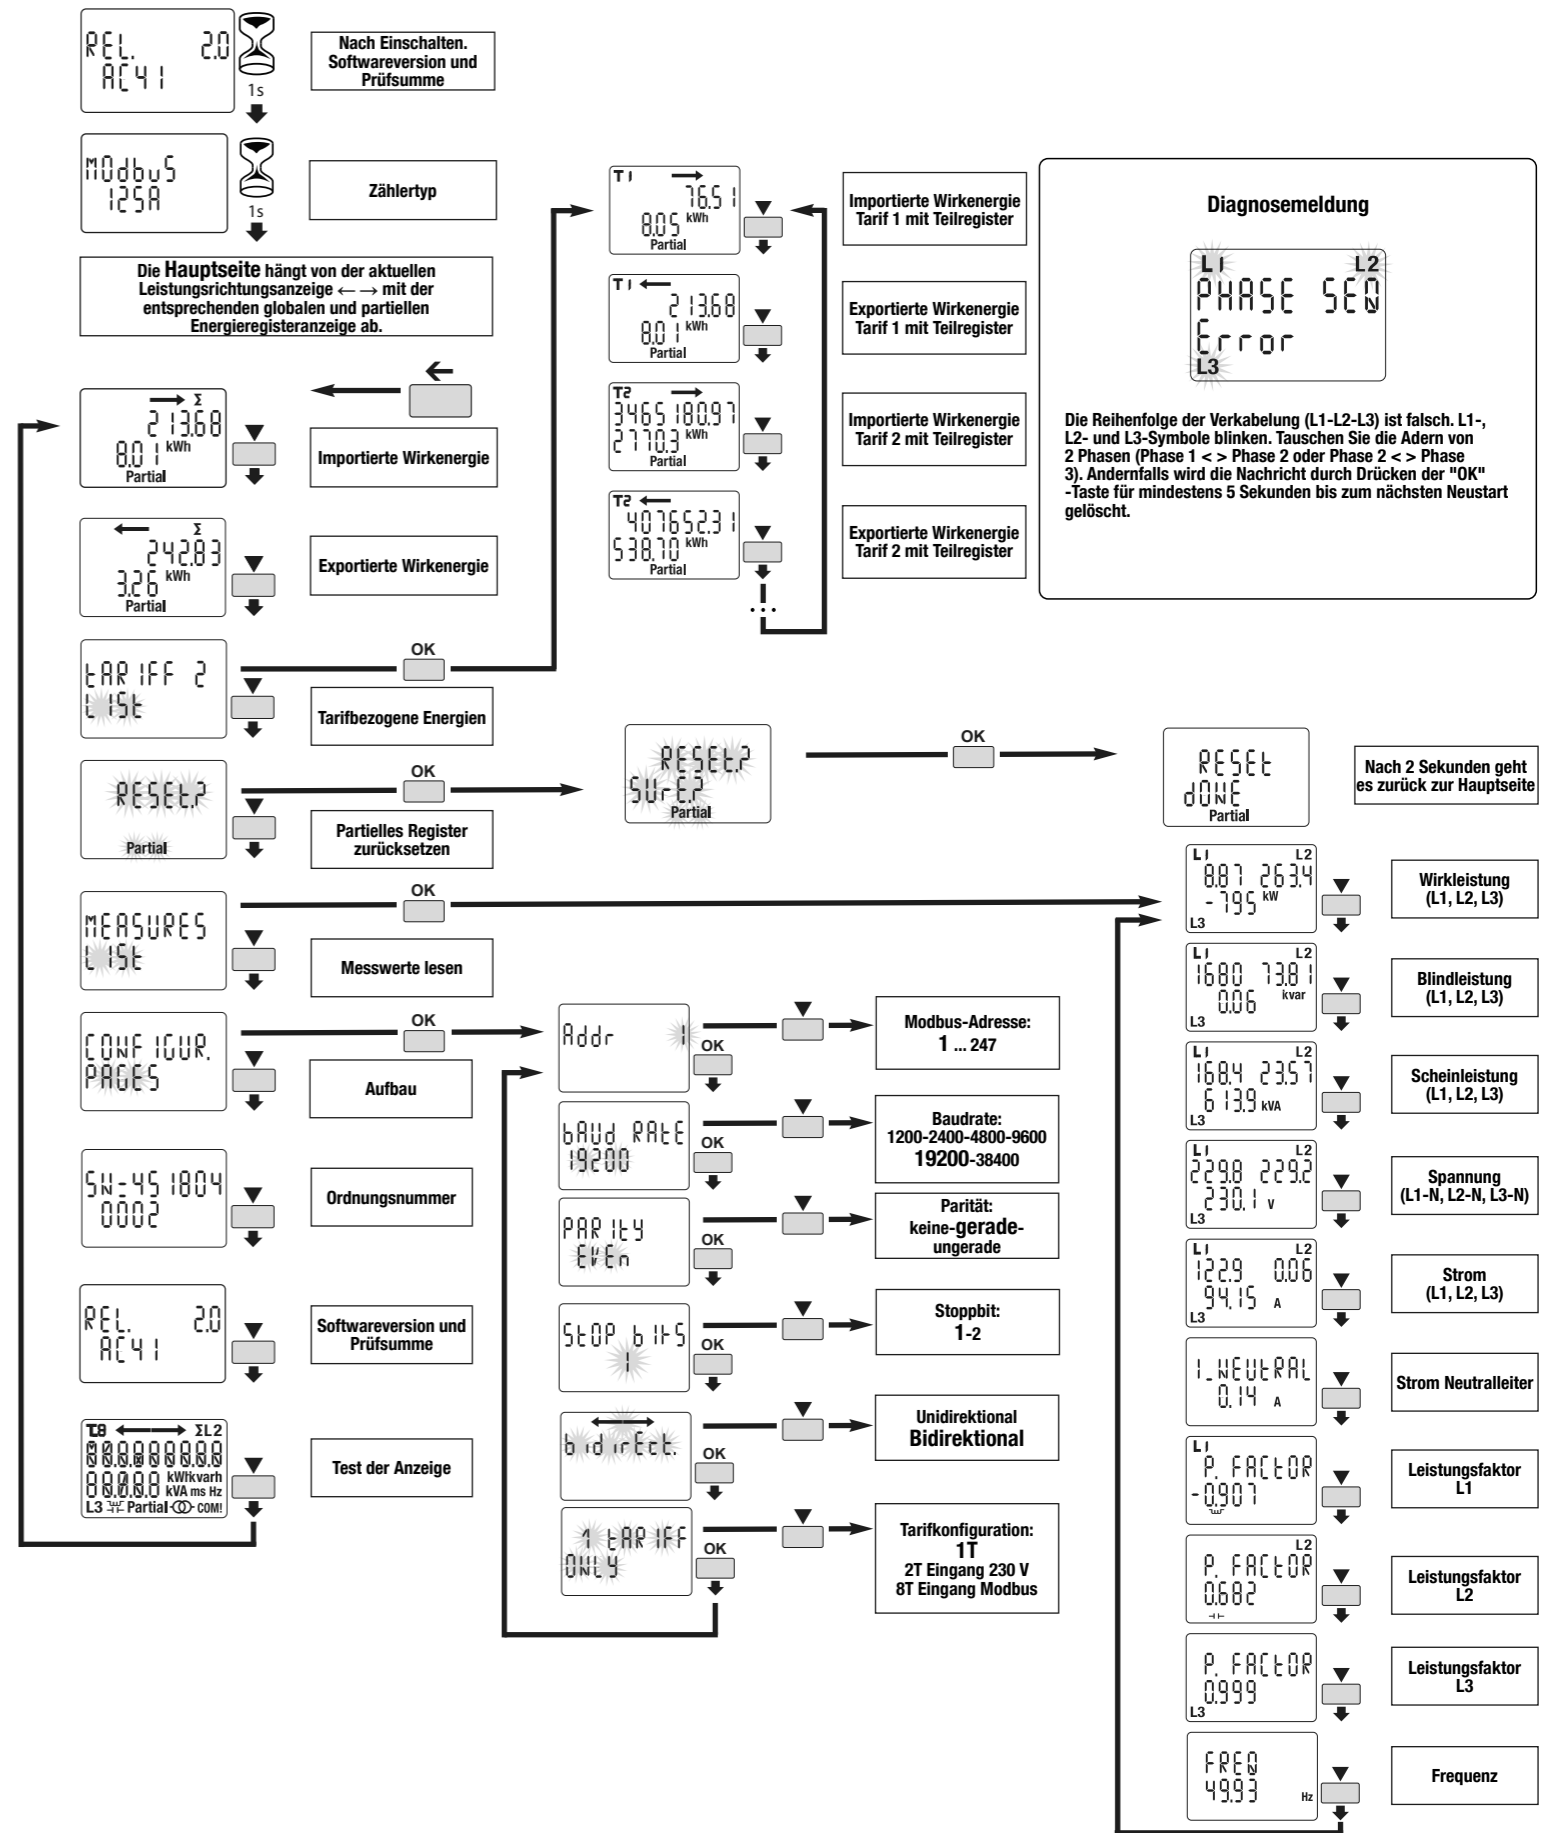 REL. 2.0
AC41
1s
Nach Einschalten.
Softwareversion und
Prüfsumme
MOdbuS
125A
1s
Zählertyp
Die Hauptseite hängt von der aktuellen
Leistungsrichtungsanzeige ←→ mit der
entsprechenden globalen und partiellen
Energieregisteranzeige ab.
→ Σ
213.68
8.01 kWh
Partial
Importierte Wirkenergie
← Σ
242.83
3.26 kWh
Partial
Exportierte Wirkenergie
tARIFF 2
LISt
OK
Tarifbezogene Energien
RESEt.?
Partial
OK
Partielles Register
zurücksetzen
MEASURES
LISt
OK
Messwerte lesen
CONFIGUR.
PAGES
OK
Aufbau
SN-451804
0002
Ordnungsnummer
REL. 2.0
AC41
Softwareversion und
Prüfsumme
T8 ←→ ΣL2
kWkvarh
kVA ms Hz
L3 Partial COM!
Test der Anzeige
T1 →
76.51
8.05 kWh
Partial
Importierte Wirkenergie
Tarif 1 mit Teilregister
T1 ←
213.68
8.01 kWh
Partial
Exportierte Wirkenergie
Tarif 1 mit Teilregister
T2 →
3465180.97
2770.3 kWh
Partial
Importierte Wirkenergie
Tarif 2 mit Teilregister
T2 ←
407652.31
538.70 kWh
Partial
Exportierte Wirkenergie
Tarif 2 mit Teilregister
...
Diagnosemeldung
L1 L2
PHASE SEQ
Error
L3
Die Reihenfolge der Verkabelung (L1-L2-L3) ist falsch. L1-,
L2- und L3-Symbole blinken. Tauschen Sie die Adern von
2 Phasen (Phase 1 < > Phase 2 oder Phase 2 < > Phase
3). Andernfalls wird die Nachricht durch Drücken der "OK"
-Taste für mindestens 5 Sekunden bis zum nächsten Neustart
gelöscht.
RESEt.?
SUrE.?
Partial
OK
RESEt
dONE
Partial
Nach 2 Sekunden geht
es zurück zur Hauptseite
Addr 1
OK
Modbus-Adresse:
1 ... 247
bAUd RAtE
19200
OK
Baudrate:
1200-2400-4800-9600
19200-38400
PARItY
EVEn
OK
Parität:
keine-gerade-
ungerade
StOP bItS
1
OK
Stoppbit:
1-2
bidirEct.
OK
Unidirektional
Bidirektional
1 tARIFF
ONLY
OK
Tarifkonfiguration:
1T
2T Eingang 230 V
8T Eingang Modbus
L1 L2
8.87 263.4
-795 kW
L3
Wirkleistung
(L1, L2, L3)
L1 L2
1680 73.81
0.06 kvar
L3
Blindleistung
(L1, L2, L3)
L1 L2
168.4 23.57
613.9 kVA
L3
Scheinleistung
(L1, L2, L3)
L1 L2
229.8 229.2
230.1 V
L3
Spannung
(L1-N, L2-N, L3-N)
L1 L2
122.9 0.06
94.15 A
L3
Strom
(L1, L2, L3)
I_NEUtRAL
0.14 A
Strom Neutralleiter
L1
P. FACtOR
-0.907
Leistungsfaktor
L1
L2
P. FACtOR
0.682
Leistungsfaktor
L2
P. FACtOR
0.999
L3
Leistungsfaktor
L3
FREQ
49.93 Hz
Frequenz